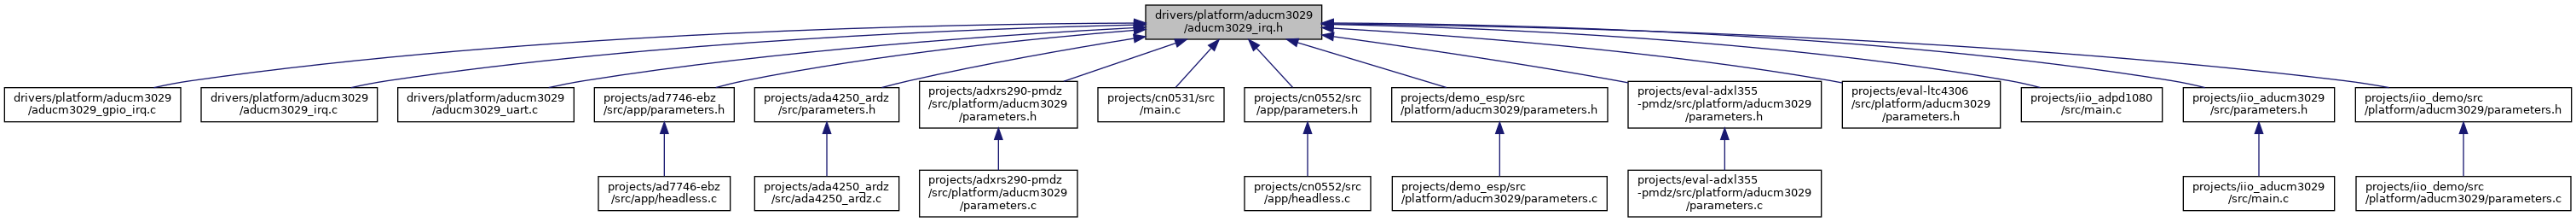 drivers/platform/aducm3029
/aducm3029_irq.h
drivers/platform/aducm3029
/aducm3029_gpio_irq.c
drivers/platform/aducm3029
/aducm3029_irq.c
drivers/platform/aducm3029
/aducm3029_uart.c
projects/ad7746-ebz
/src/app/parameters.h
projects/ada4250_ardz
/src/parameters.h
projects/adxrs290-pmdz
/src/platform/aducm3029
/parameters.h
projects/cn0531/src
/main.c
projects/cn0552/src
/app/parameters.h
projects/demo_esp/src
/platform/aducm3029/parameters.h
projects/eval-adxl355
-pmdz/src/platform/aducm3029
/parameters.h
projects/eval-ltc4306
/src/platform/aducm3029
/parameters.h
projects/iio_adpd1080
/src/main.c
projects/iio_aducm3029
/src/parameters.h
projects/iio_demo/src
/platform/aducm3029/parameters.h
projects/ad7746-ebz
/src/app/headless.c
projects/ada4250_ardz
/src/ada4250_ardz.c
projects/adxrs290-pmdz
/src/platform/aducm3029
/parameters.c
projects/cn0552/src
/app/headless.c
projects/demo_esp/src
/platform/aducm3029/parameters.c
projects/eval-adxl355
-pmdz/src/platform/aducm3029
/parameters.c
projects/iio_aducm3029
/src/main.c
projects/iio_demo/src
/platform/aducm3029/parameters.c